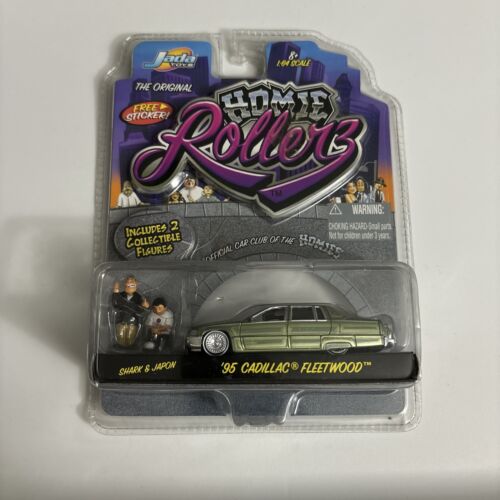 Jada
TOYS
8+
1:64 SCALE
THE ORIGINAL
FREE
STICKER!
HOMIE
Rollerz
TM
INCLUDES 2
COLLECTIBLE
FIGURES
OFFICIAL CAR CLUB OF THE HOMIES
WARNING:
CHOKING HAZARD-Small parts.
Not for children under 3 years.
SHARK & JAPON
'95 CADILLAC® FLEETWOOD™